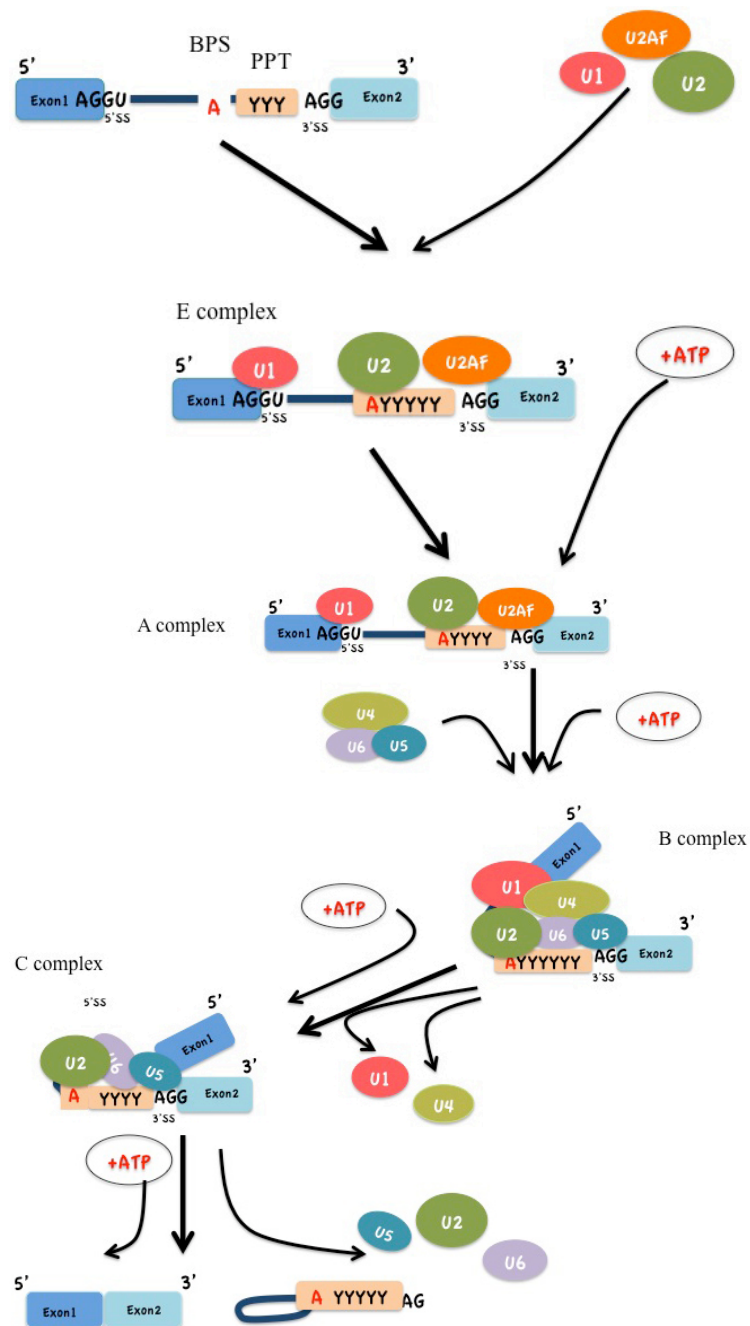 BPS
PPT
5' 3'
Exon1 AGGU A YYY AGG Exon2
5'SS 3'SS
U2AF
U1 U2
E complex
5' U1 U2 U2AF 3'
Exon1 AGGU AYYYYY AGG Exon2
5'SS 3'SS
+ATP
A complex
5' U1 U2 U2AF 3'
Exon1 AGGU AYYYY AGG Exon2
5'SS 3'SS
U4
U6 U5
+ATP
B complex
5'
Exon1
U1 U4
U2 U6 U5 3'
AYYYYYY AGG Exon2
3'SS
+ATP
C complex
5'SS 5'
Exon1
U2 U6 U5 3'
A YYYY AGG Exon2
3'SS
U1
U4
+ATP
U5 U2
U6
5' 3'
Exon1 Exon2
A YYYYY AG